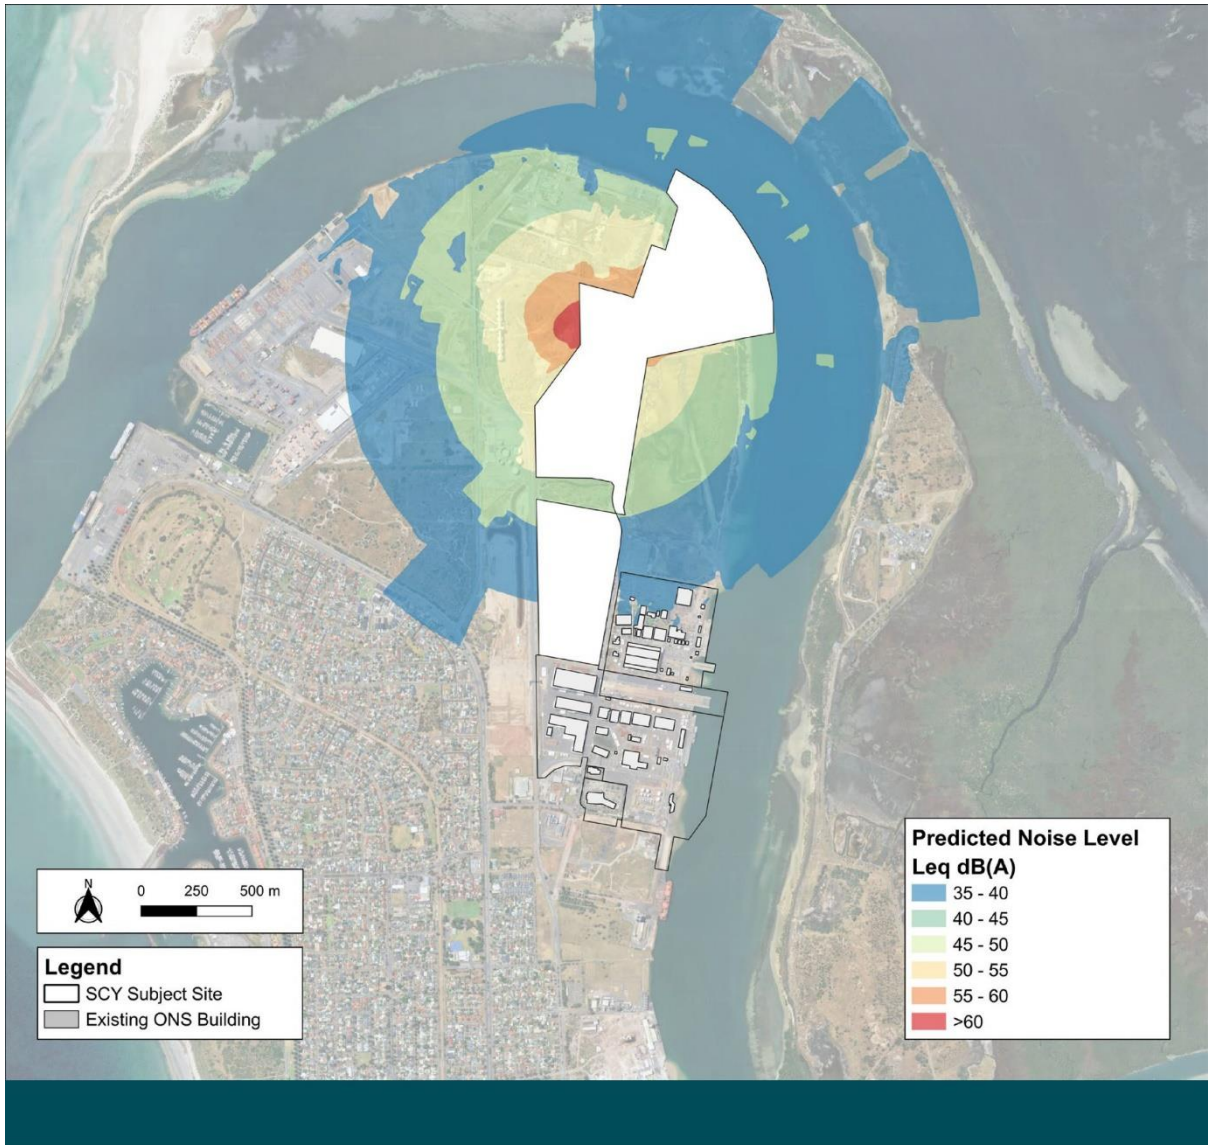 N
0 250 500 m
Legend
SCY Subject Site
Existing ONS Building
Predicted Noise Level
Leq dB(A)
35 - 40
40 - 45
45 - 50
50 - 55
55 - 60
>60